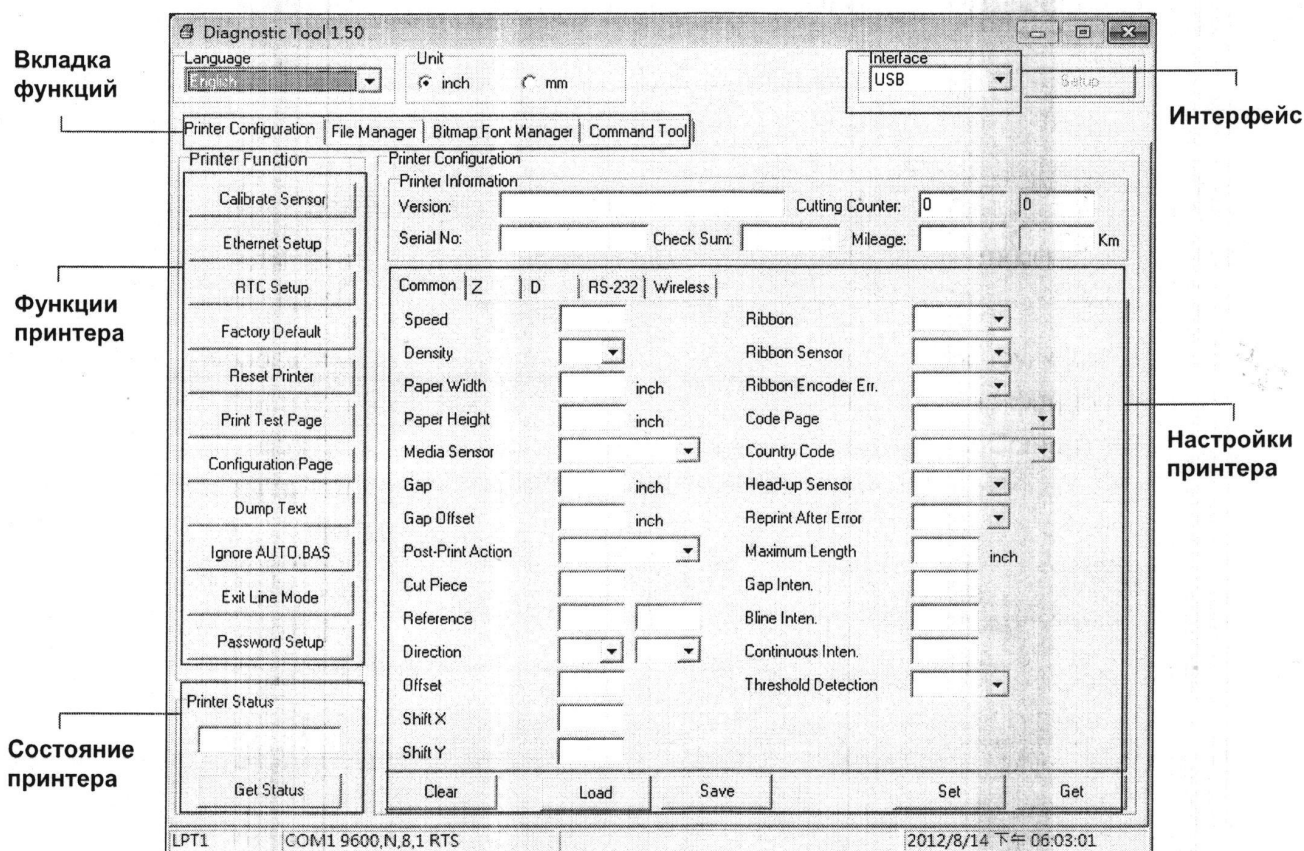 Diagnostic Tool 1.50
Вкладка
функций
Language
English
Unit
inch
mm
Interface
USB
Setup
Интерфейс
Printer Configuration
File Manager
Bitmap Font Manager
Command Tool
Printer Function
Calibrate Sensor
Ethernet Setup
RTC Setup
Factory Default
Reset Printer
Print Test Page
Configuration Page
Dump Text
Ignore AUTO.BAS
Exit Line Mode
Password Setup
Функции
принтера
Printer Configuration
Printer Information
Version:
Cutting Counter: 0 0
Serial No:
Check Sum:
Mileage:
Km
Common
Z
D
RS-232
Wireless
Speed
Density
Paper Width inch
Paper Height inch
Media Sensor
Gap inch
Gap Offset inch
Post-Print Action
Cut Piece
Reference
Direction
Offset
Shift X
Shift Y
Ribbon
Ribbon Sensor
Ribbon Encoder Err.
Code Page
Country Code
Head-up Sensor
Reprint After Error
Maximum Length inch
Gap Inten.
Bline Inten.
Continuous Inten.
Threshold Detection
Настройки
принтера
Printer Status
Get Status
Состояние
принтера
Clear
Load
Save
Set
Get
LPT1
COM1 9600,N,8,1 RTS
2012/8/14 下午 06:03:01